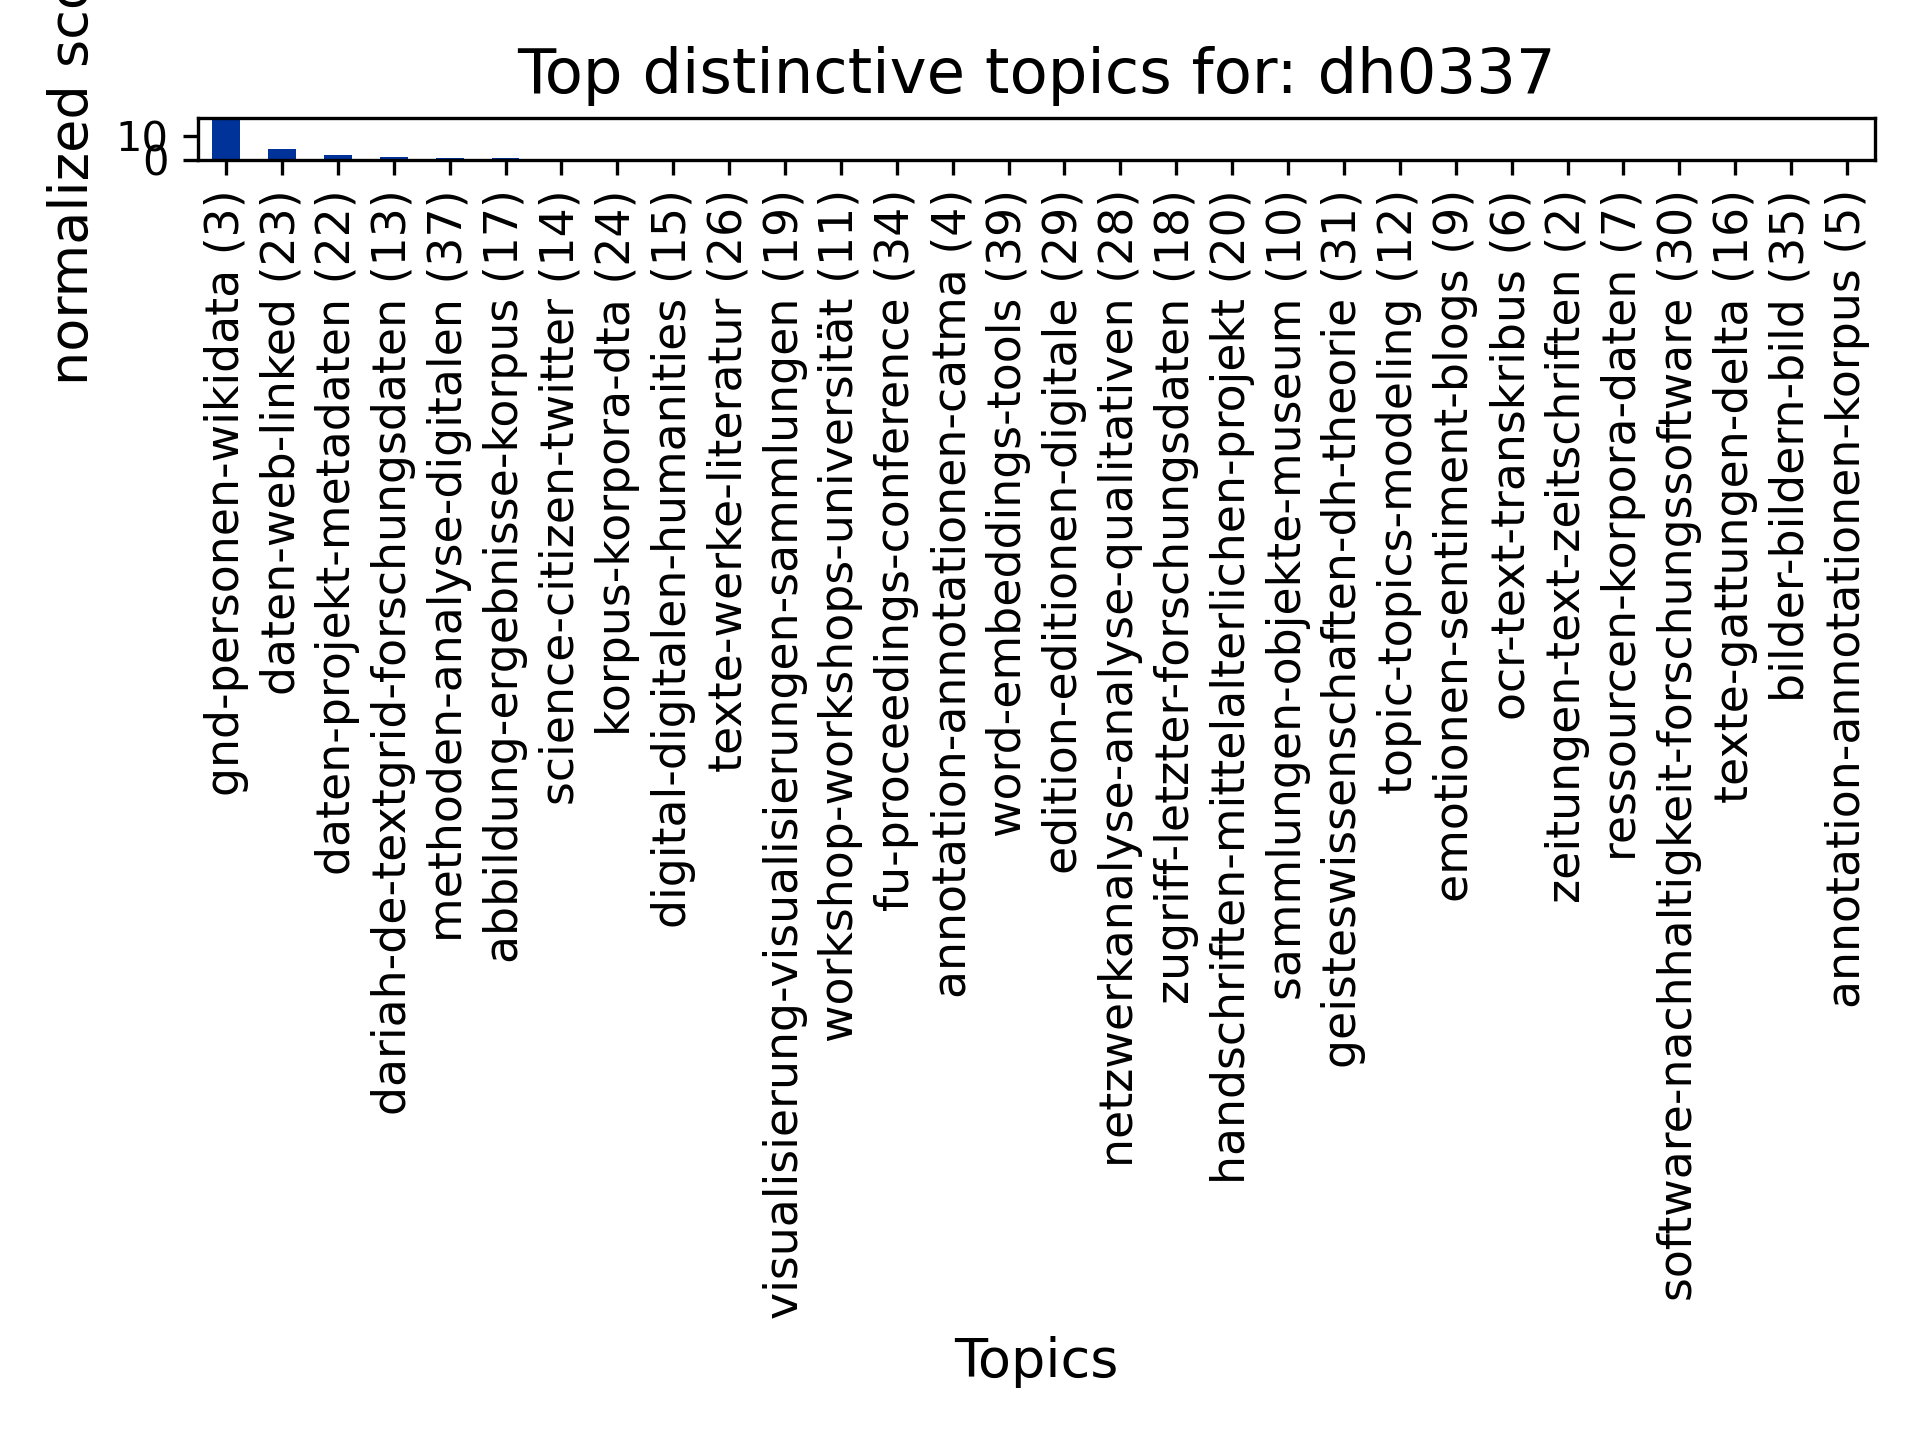 Top distinctive topics for: dh0337
normalized
10
0
gnd-personen-wikidata (3)
daten-web-linked (23)
daten-projekt-metadaten (22)
dariah-de-textgrid-forschungsdaten (13)
methoden-analyse-digitalen (37)
abbildung-ergebnisse-korpus (17)
science-citizen-twitter (14)
korpus-korpora-dta (24)
digital-digitalen-humanities (15)
texte-werke-literatur (26)
visualisierung-visualisierungen-sammlungen (19)
workshop-workshops-universität (11)
fu-proceedings-conference (34)
annotation-annotationen-catma (4)
word-embeddings-tools (39)
edition-editionen-digitale (29)
netzwerkanalyse-analyse-qualitativen (28)
zugriff-letzter-forschungsdaten (18)
handschriften-mittelalterlichen-projekt (20)
sammlungen-objekte-museum (10)
geisteswissenschaften-dh-theorie (31)
topic-topics-modeling (12)
emotionen-sentiment-blogs (9)
ocr-text-transkribus (6)
zeitungen-text-zeitschriften (2)
ressourcen-korpora-daten (7)
software-nachhaltigkeit-forschungssoftware (30)
texte-gattungen-delta (16)
bilder-bildern-bild (35)
annotation-annotationen-korpus (5)
Topics